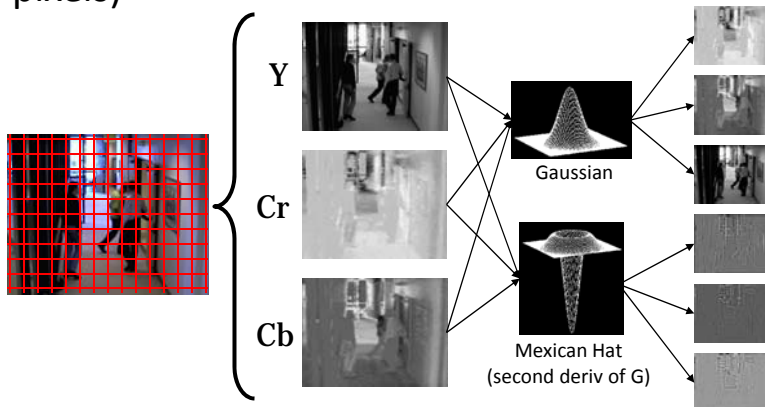 pixels)
Y
Cr
Cb
Gaussian
Mexican Hat
(second deriv of G)